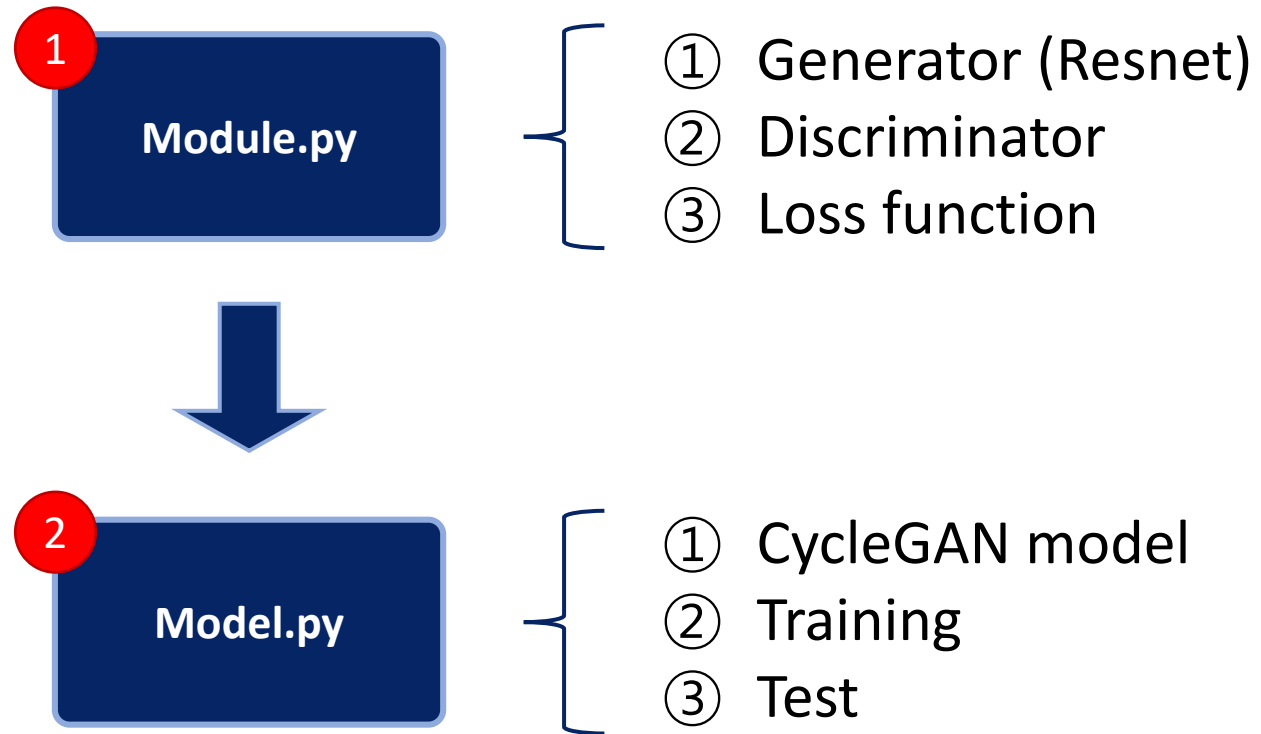 1
Module.py
① Generator (Resnet)
② Discriminator
③ Loss function
2
Model.py
① CycleGAN model
② Training
③ Test